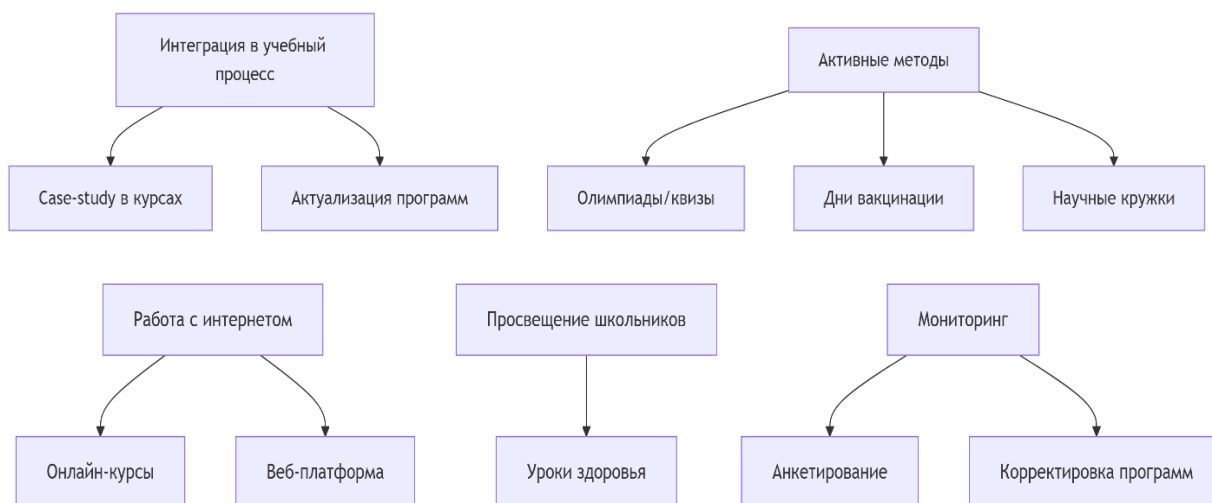 Интеграция в учебный
процесс
Активные методы
Case-study в курсах
Актуализация программ
Олимпиады/квизы
Дни вакцинации
Научные кружки
Работа с интернетом
Просвещение школьников
Мониторинг
Онлайн-курсы
Веб-платформа
Уроки здоровья
Анкетирование
Корректировка программ